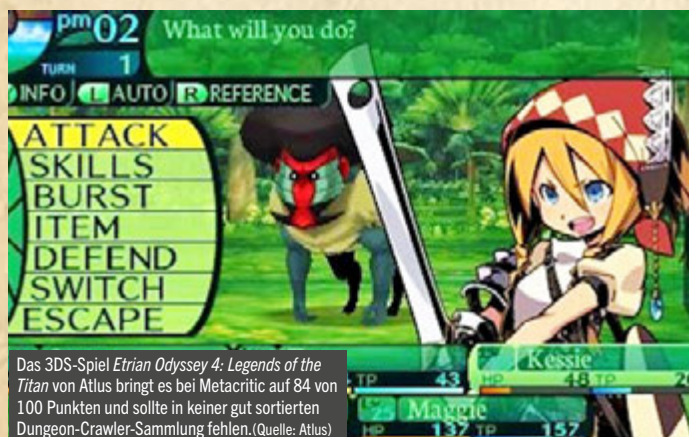 pm 02 What will you do?
TURN 1
INFO L AUTO R REFERENCE
ATTACK
SKILLS
BURST
ITEM
DEFEND
SWITCH
ESCAPE
Das 3DS-Spiel Etrian Odyssey 4: Legends of the
Titan von Atlus bringt es bei Metacritic auf 84 von
100 Punkten und sollte in keiner gut sortierten
Dungeon-Crawler-Sammlung fehlen.(Quelle: Atlus)
TP 43
Kessie
HP 48 TP
Maggie
HP 137 TP 157